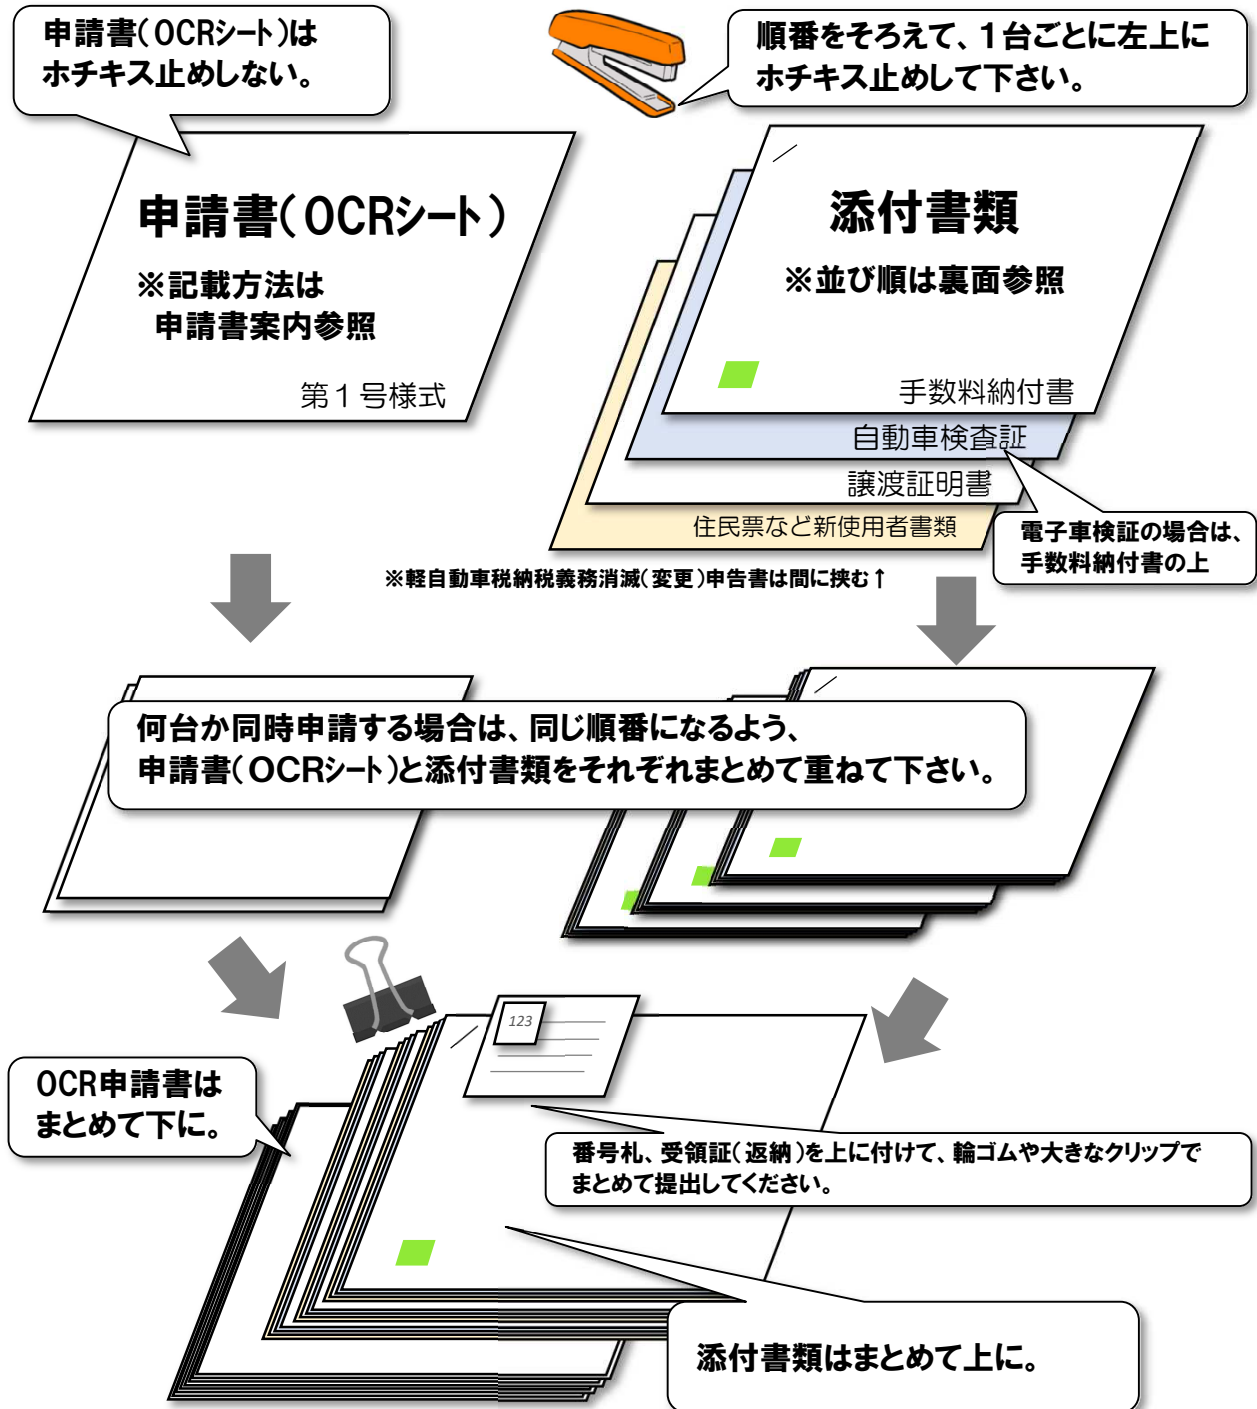 申請書(OCRシート)は
ホチキス止めしない。
順番をそろえて、1台ごとに左上に
ホチキス止めして下さい。
申請書(OCRシート)
※記載方法は
申請書案内参照
第1号様式
添付書類
※並び順は裏面参照
手数料納付書
自動車検査証
譲渡証明書
住民票など新使用者書類
電子車検証の場合は、
手数料納付書の上
※軽自動車税納税義務消滅(変更)申告書は間に挟む↑
何台か同時申請する場合は、同じ順番になるよう、
申請書(OCRシート)と添付書類をそれぞれまとめて重ねて下さい。
123
OCR申請書は
まとめて下に。
番号札、受領証(返納)を上に付けて、輪ゴムや大きなクリップで
まとめて提出してください。
添付書類はまとめて上に。